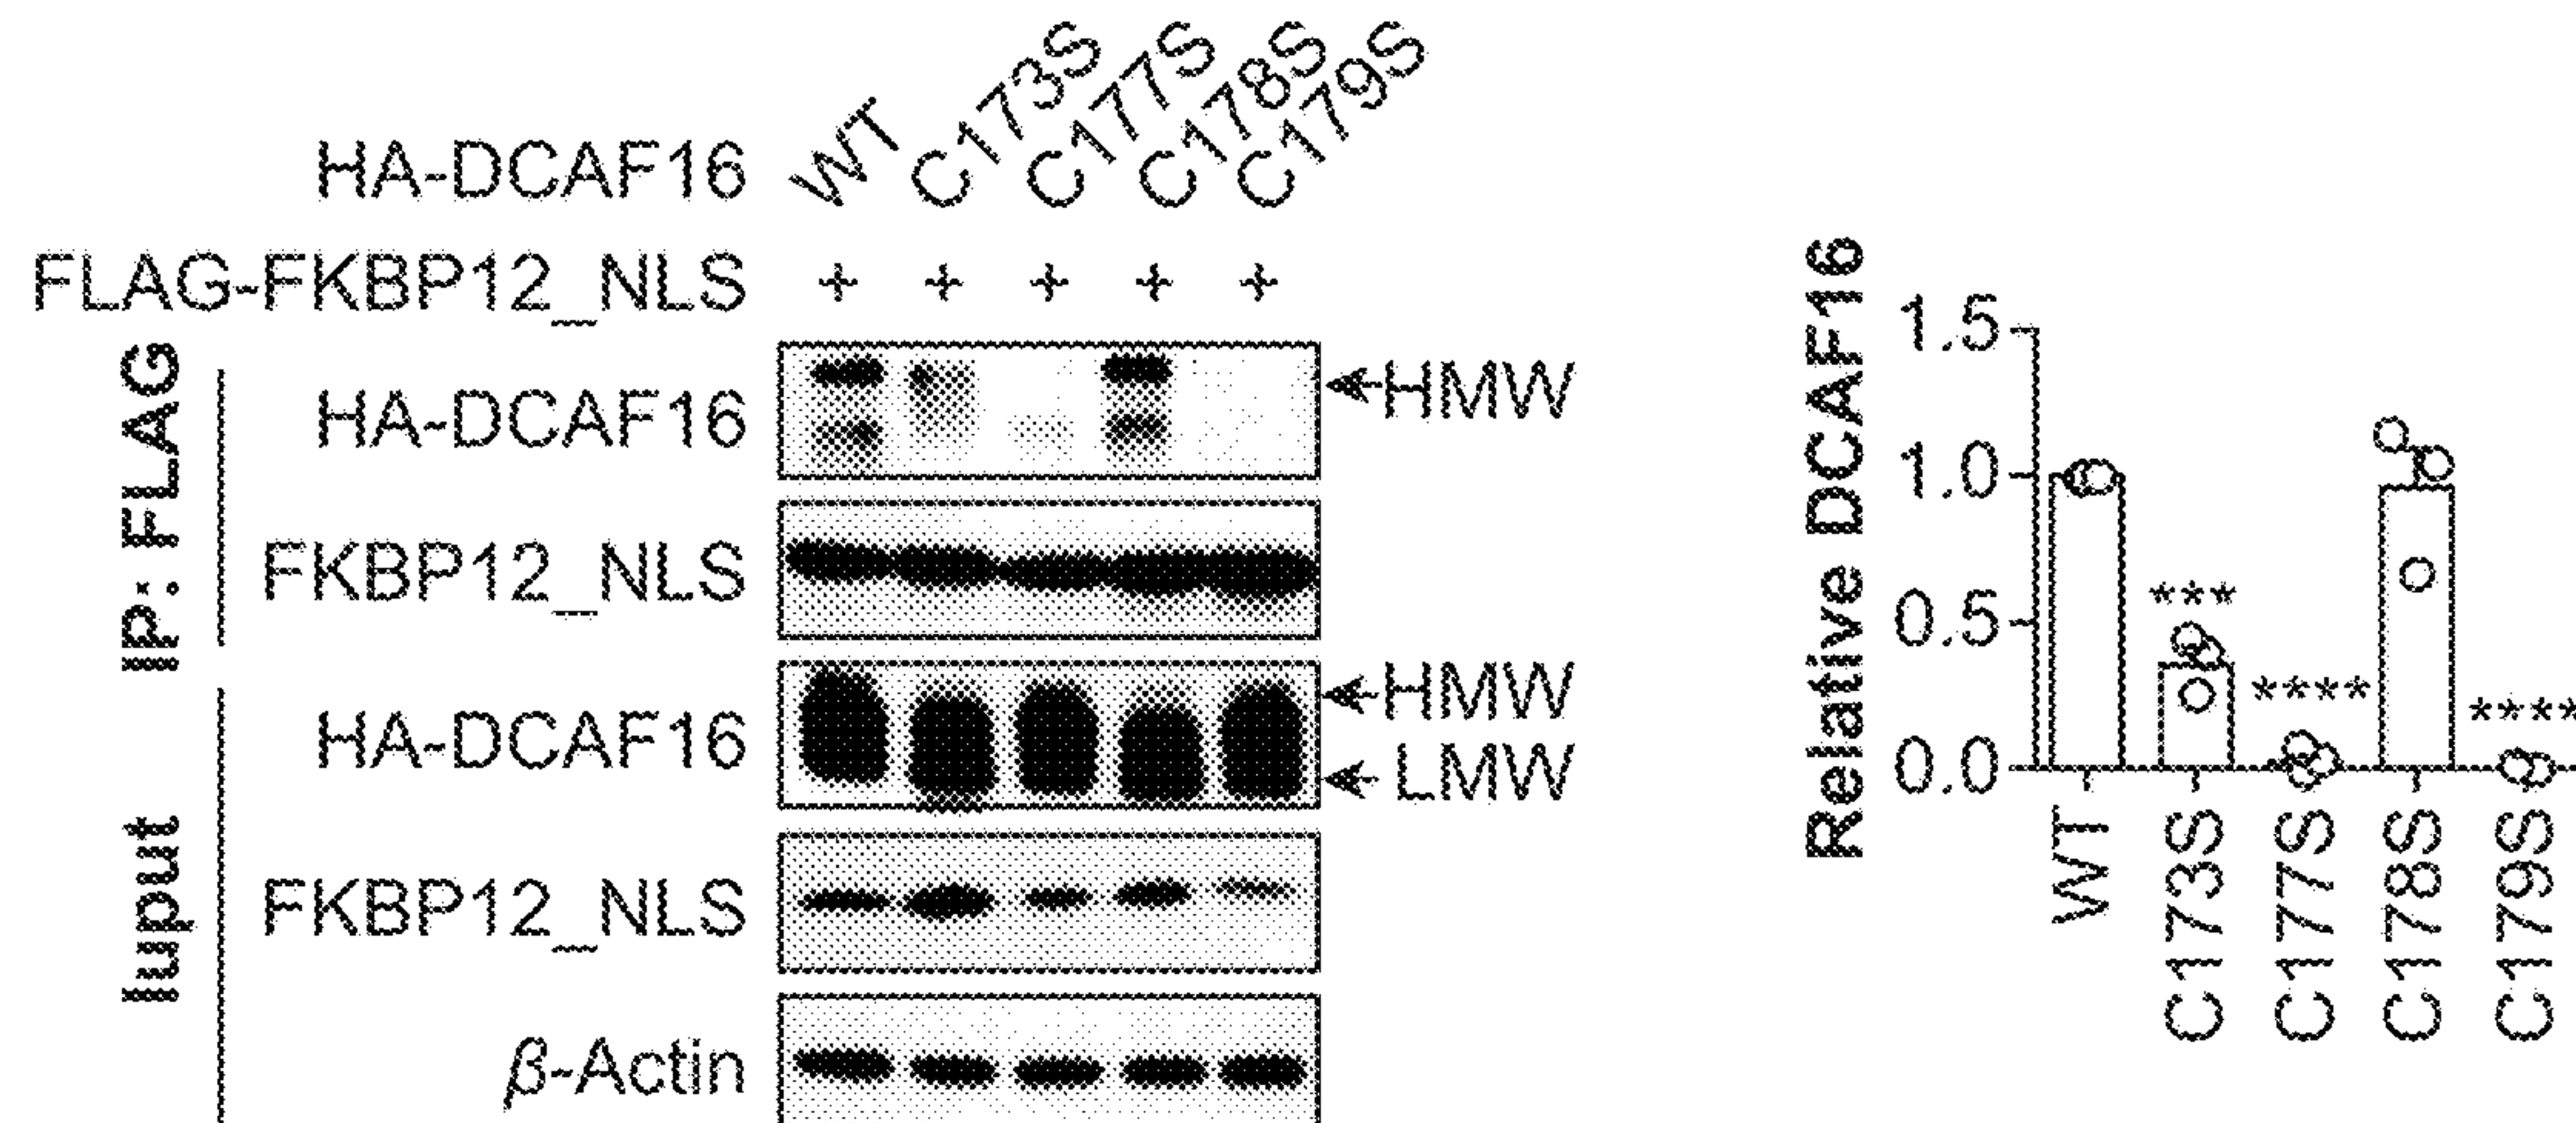 WT C173S C177S C178S C179S
HA-DCAF16
FLAG-FKBP12_NLS + + + + +
IP: FLAG
HA-DCAF16
HMW
FKBP12_NLS
Iuput
HA-DCAF16
HMW
LMW
FKBP12_NLS
β-Actin
Relative DCAF16
1.5
1.0
0.5
0.0
***
****
****
WT
C173S
C177S
C178S
C179S